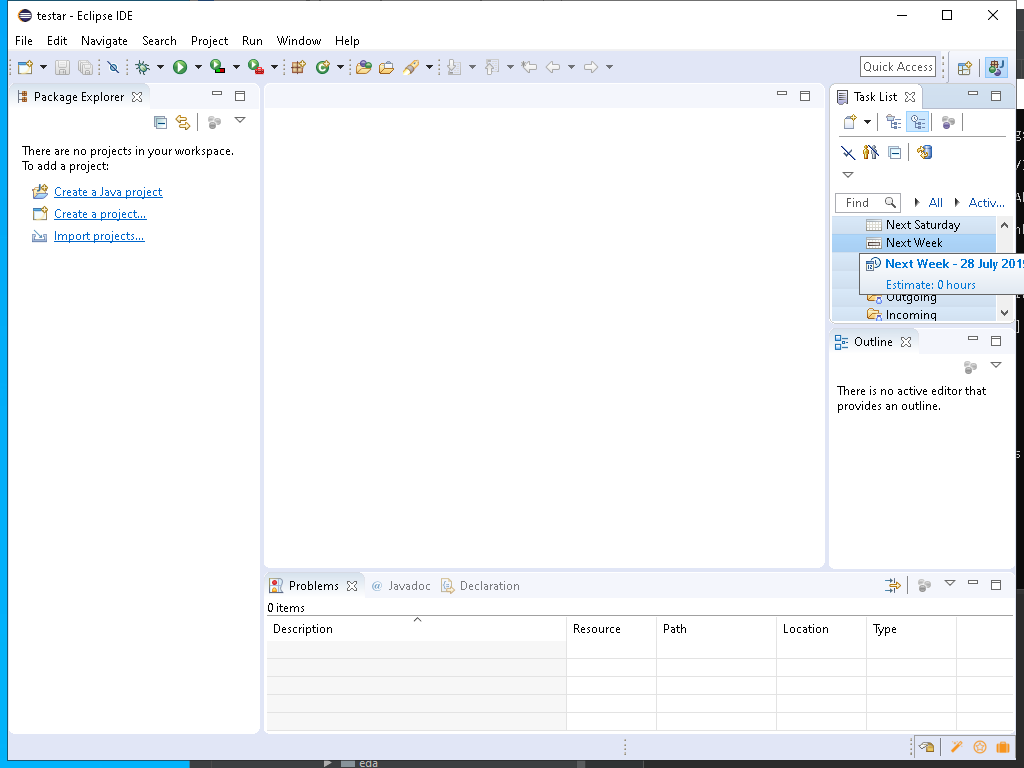 testar - Eclipse IDE
File Edit Navigate Search Project Run Window Help
Quick Access
Package Explorer
There are no projects in your workspace.
To add a project:
Create a Java project
Create a project...
Import projects...
Task List
Find All Activ...
Next Saturday
Next Week
Next Week - 28 July 201
Estimate: 0 hours
Outgoing
Incoming
Outline
There is no active editor that
provides an outline.
Problems @ Javadoc Declaration
0 items
Description Resource Path Location Type
eda